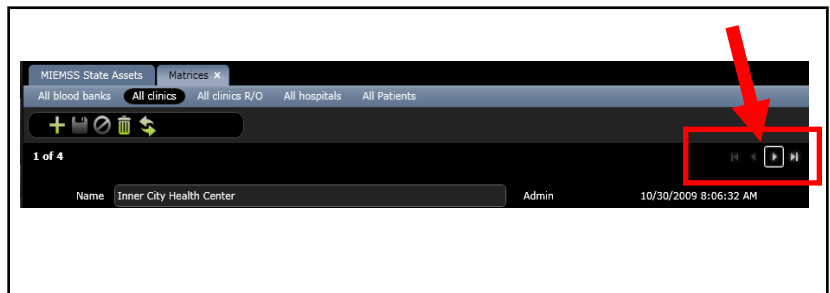 MIEMSS State Assets Matrices ×
All blood banks All clinics All clinics R/O All hospitals All Patients
1 of 4
Name Inner City Health Center Admin 10/30/2009 8:06:32 AM